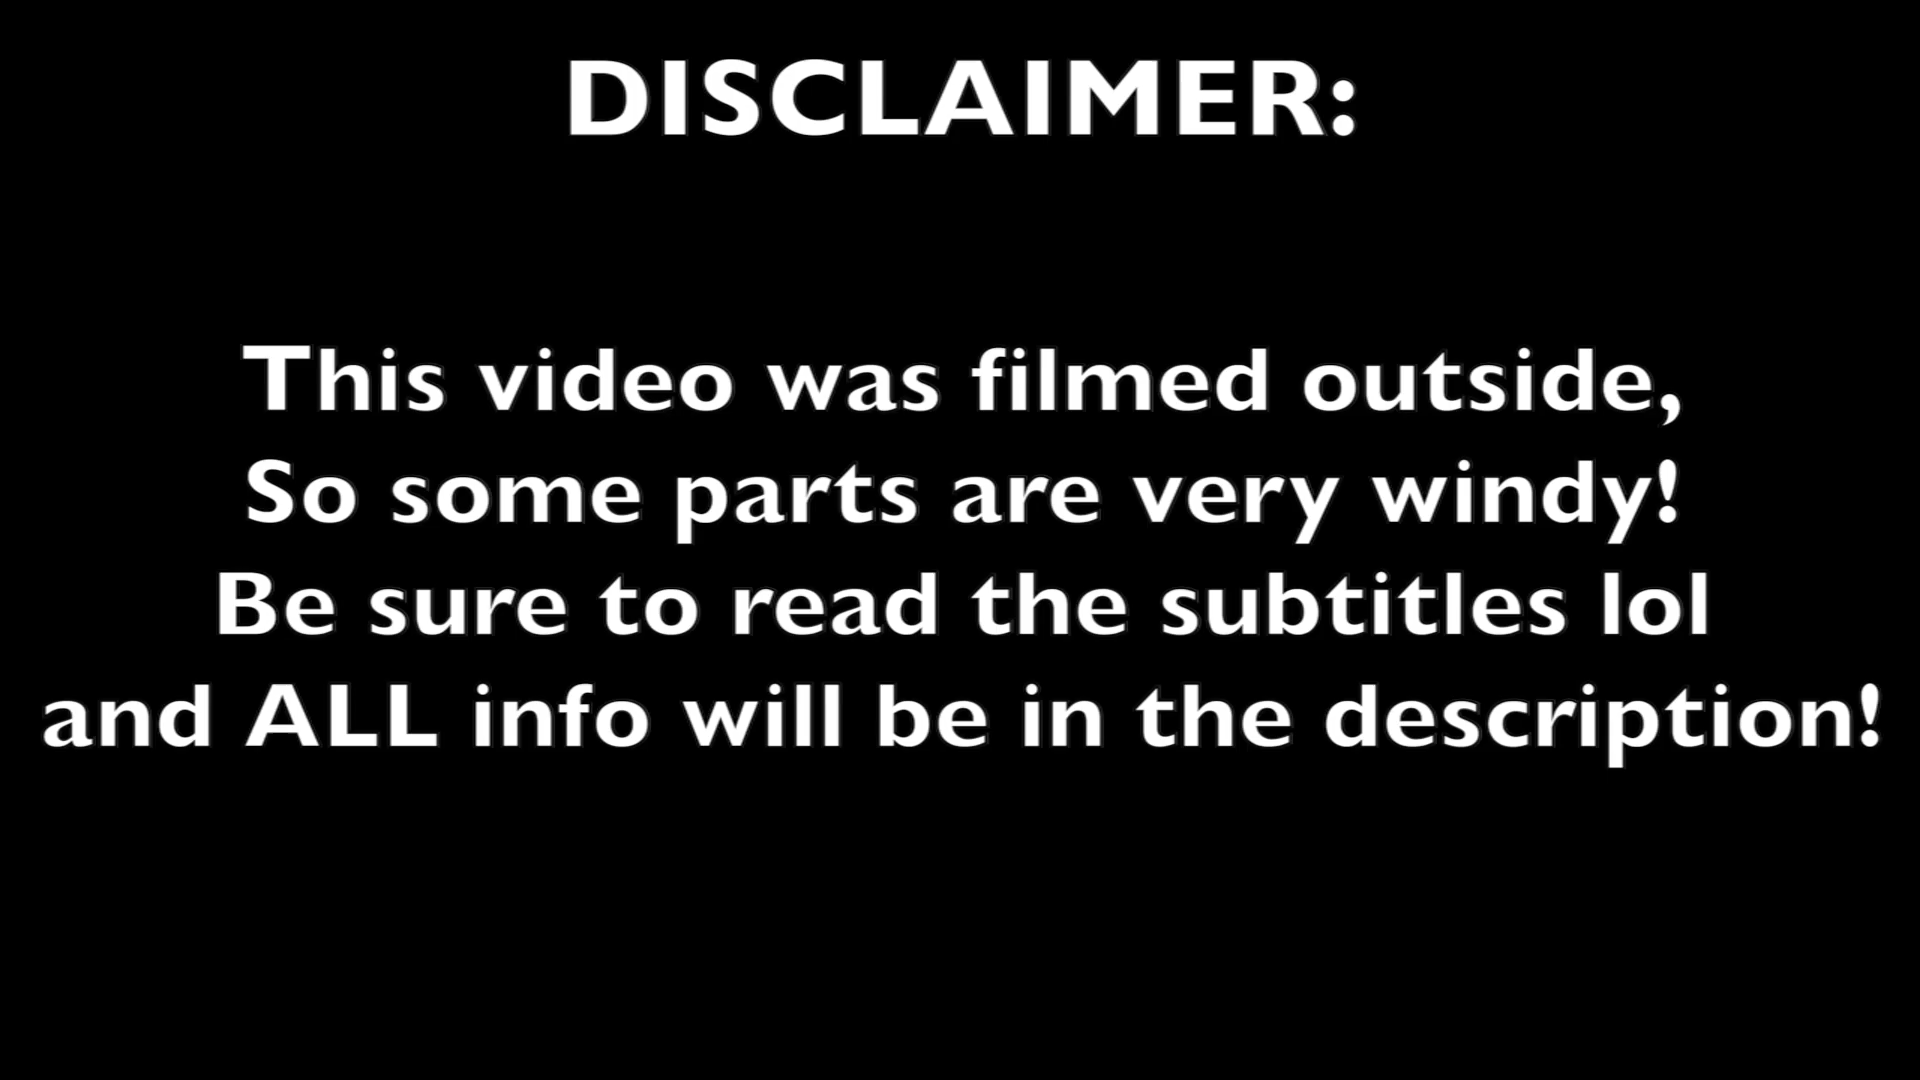 DISCLAIMER:
This video was filmed outside,
So some parts are very windy!
Be sure to read the subtitles lol
and ALL info will be in the description!